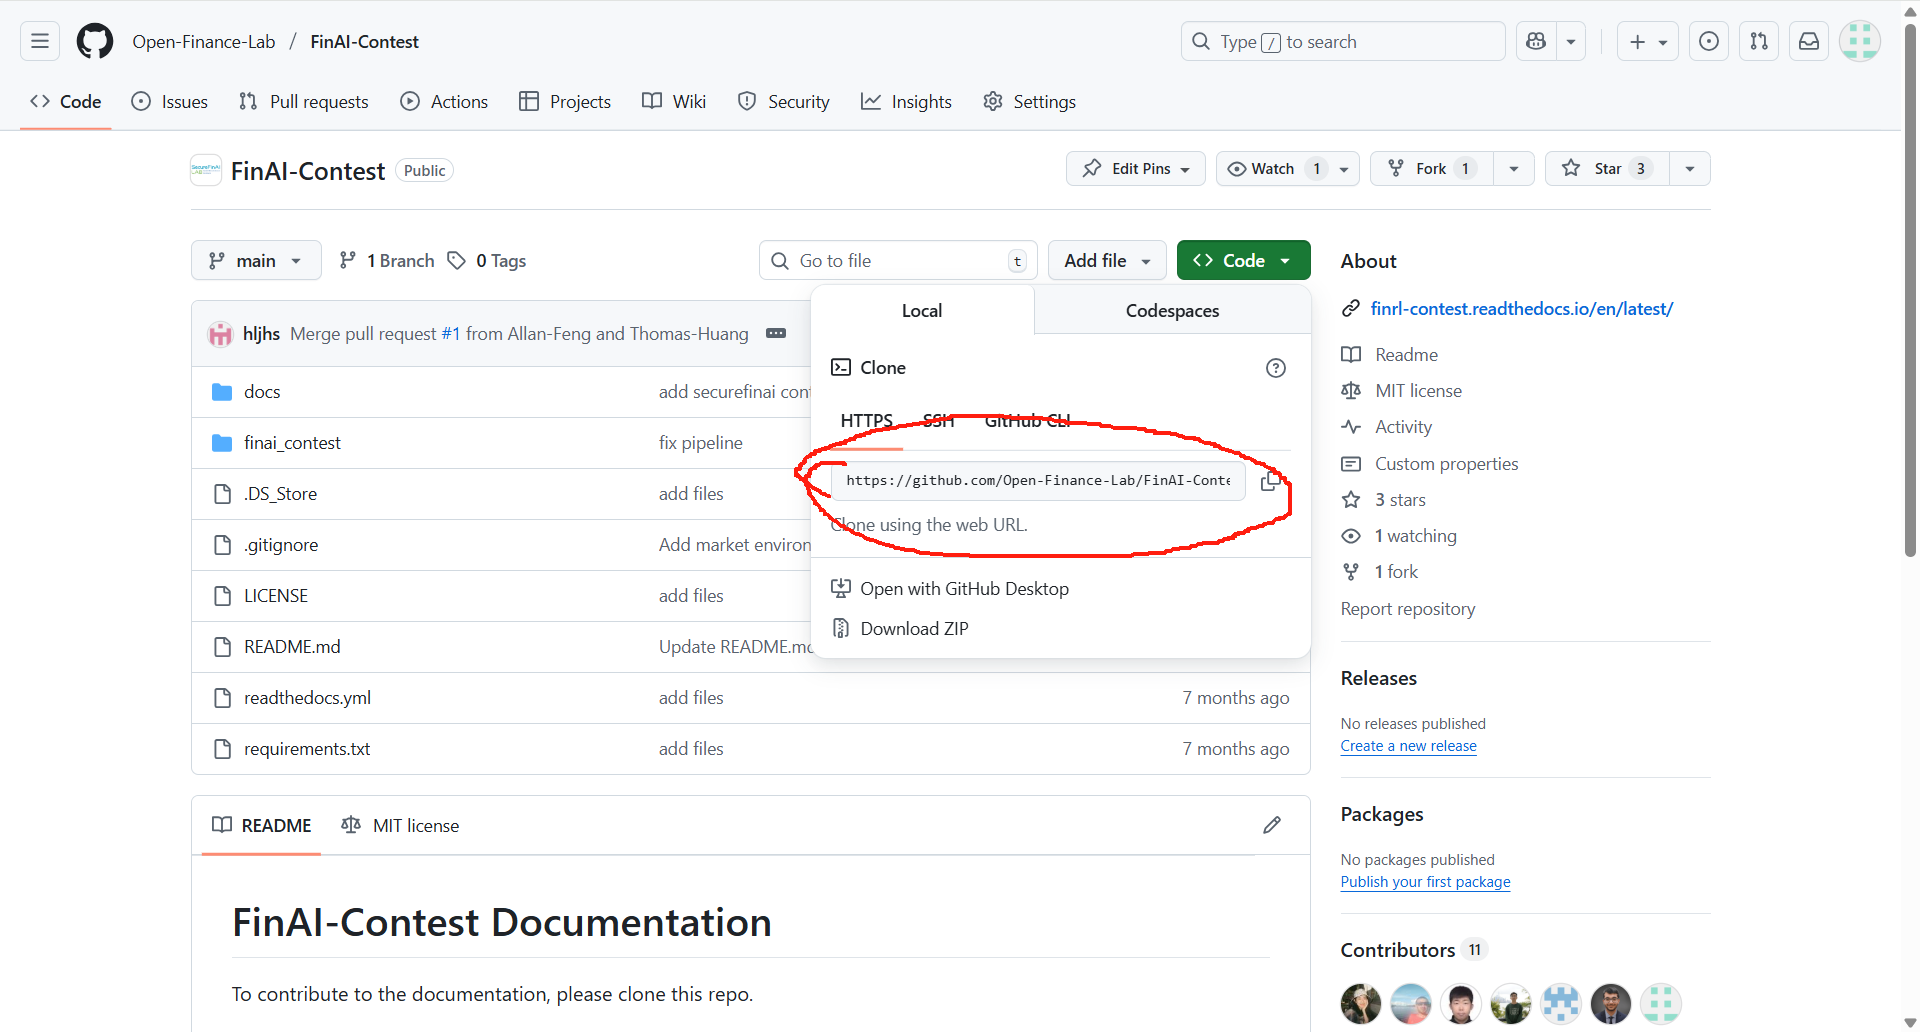 Open-Finance-Lab / FinAI-Contest
Type / to search
Code Issues Pull requests Actions Projects Wiki Security Insights Settings
FinAI-Contest Public
Edit Pins Watch 1 Fork 1 Star 3
main 1 Branch 0 Tags Go to file t Add file Code
Local Codespaces
Clone
HTTPS SSH GitHub CLI
https://github.com/Open-Finance-Lab/FinAI-Conte
Clone using the web URL.
Open with GitHub Desktop
Download ZIP
hljhs Merge pull request #1 from Allan-Feng and Thomas-Huang
docs add securefinai con
finai_contest fix pipeline
.DS_Store add files
.gitignore Add market environ
LICENSE add files
README.md Update README.md
readthedocs.yml add files 7 months ago
requirements.txt add files 7 months ago
README MIT license
FinAI-Contest Documentation
To contribute to the documentation, please clone this repo.
About
finrl-contest.readthedocs.io/en/latest/
Readme
MIT license
Activity
Custom properties
3 stars
1 watching
1 fork
Report repository
Releases
No releases published
Create a new release
Packages
No packages published
Publish your first package
Contributors 11